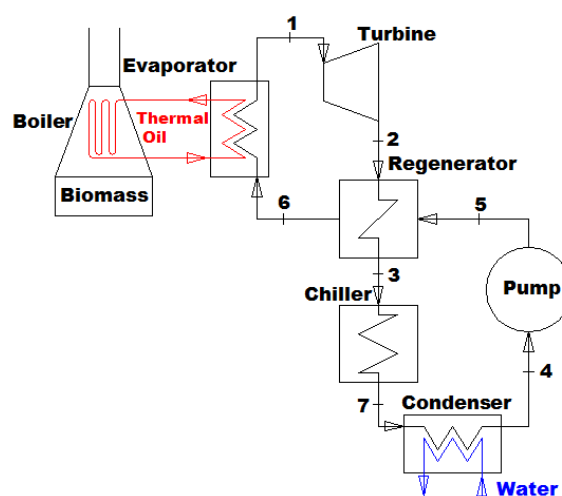 1
Turbine
Evaporator
Thermal
Oil
Boiler
Biomass
2
Regenerator
6
5
3
Chiller
Pump
4
7
Condenser
Water